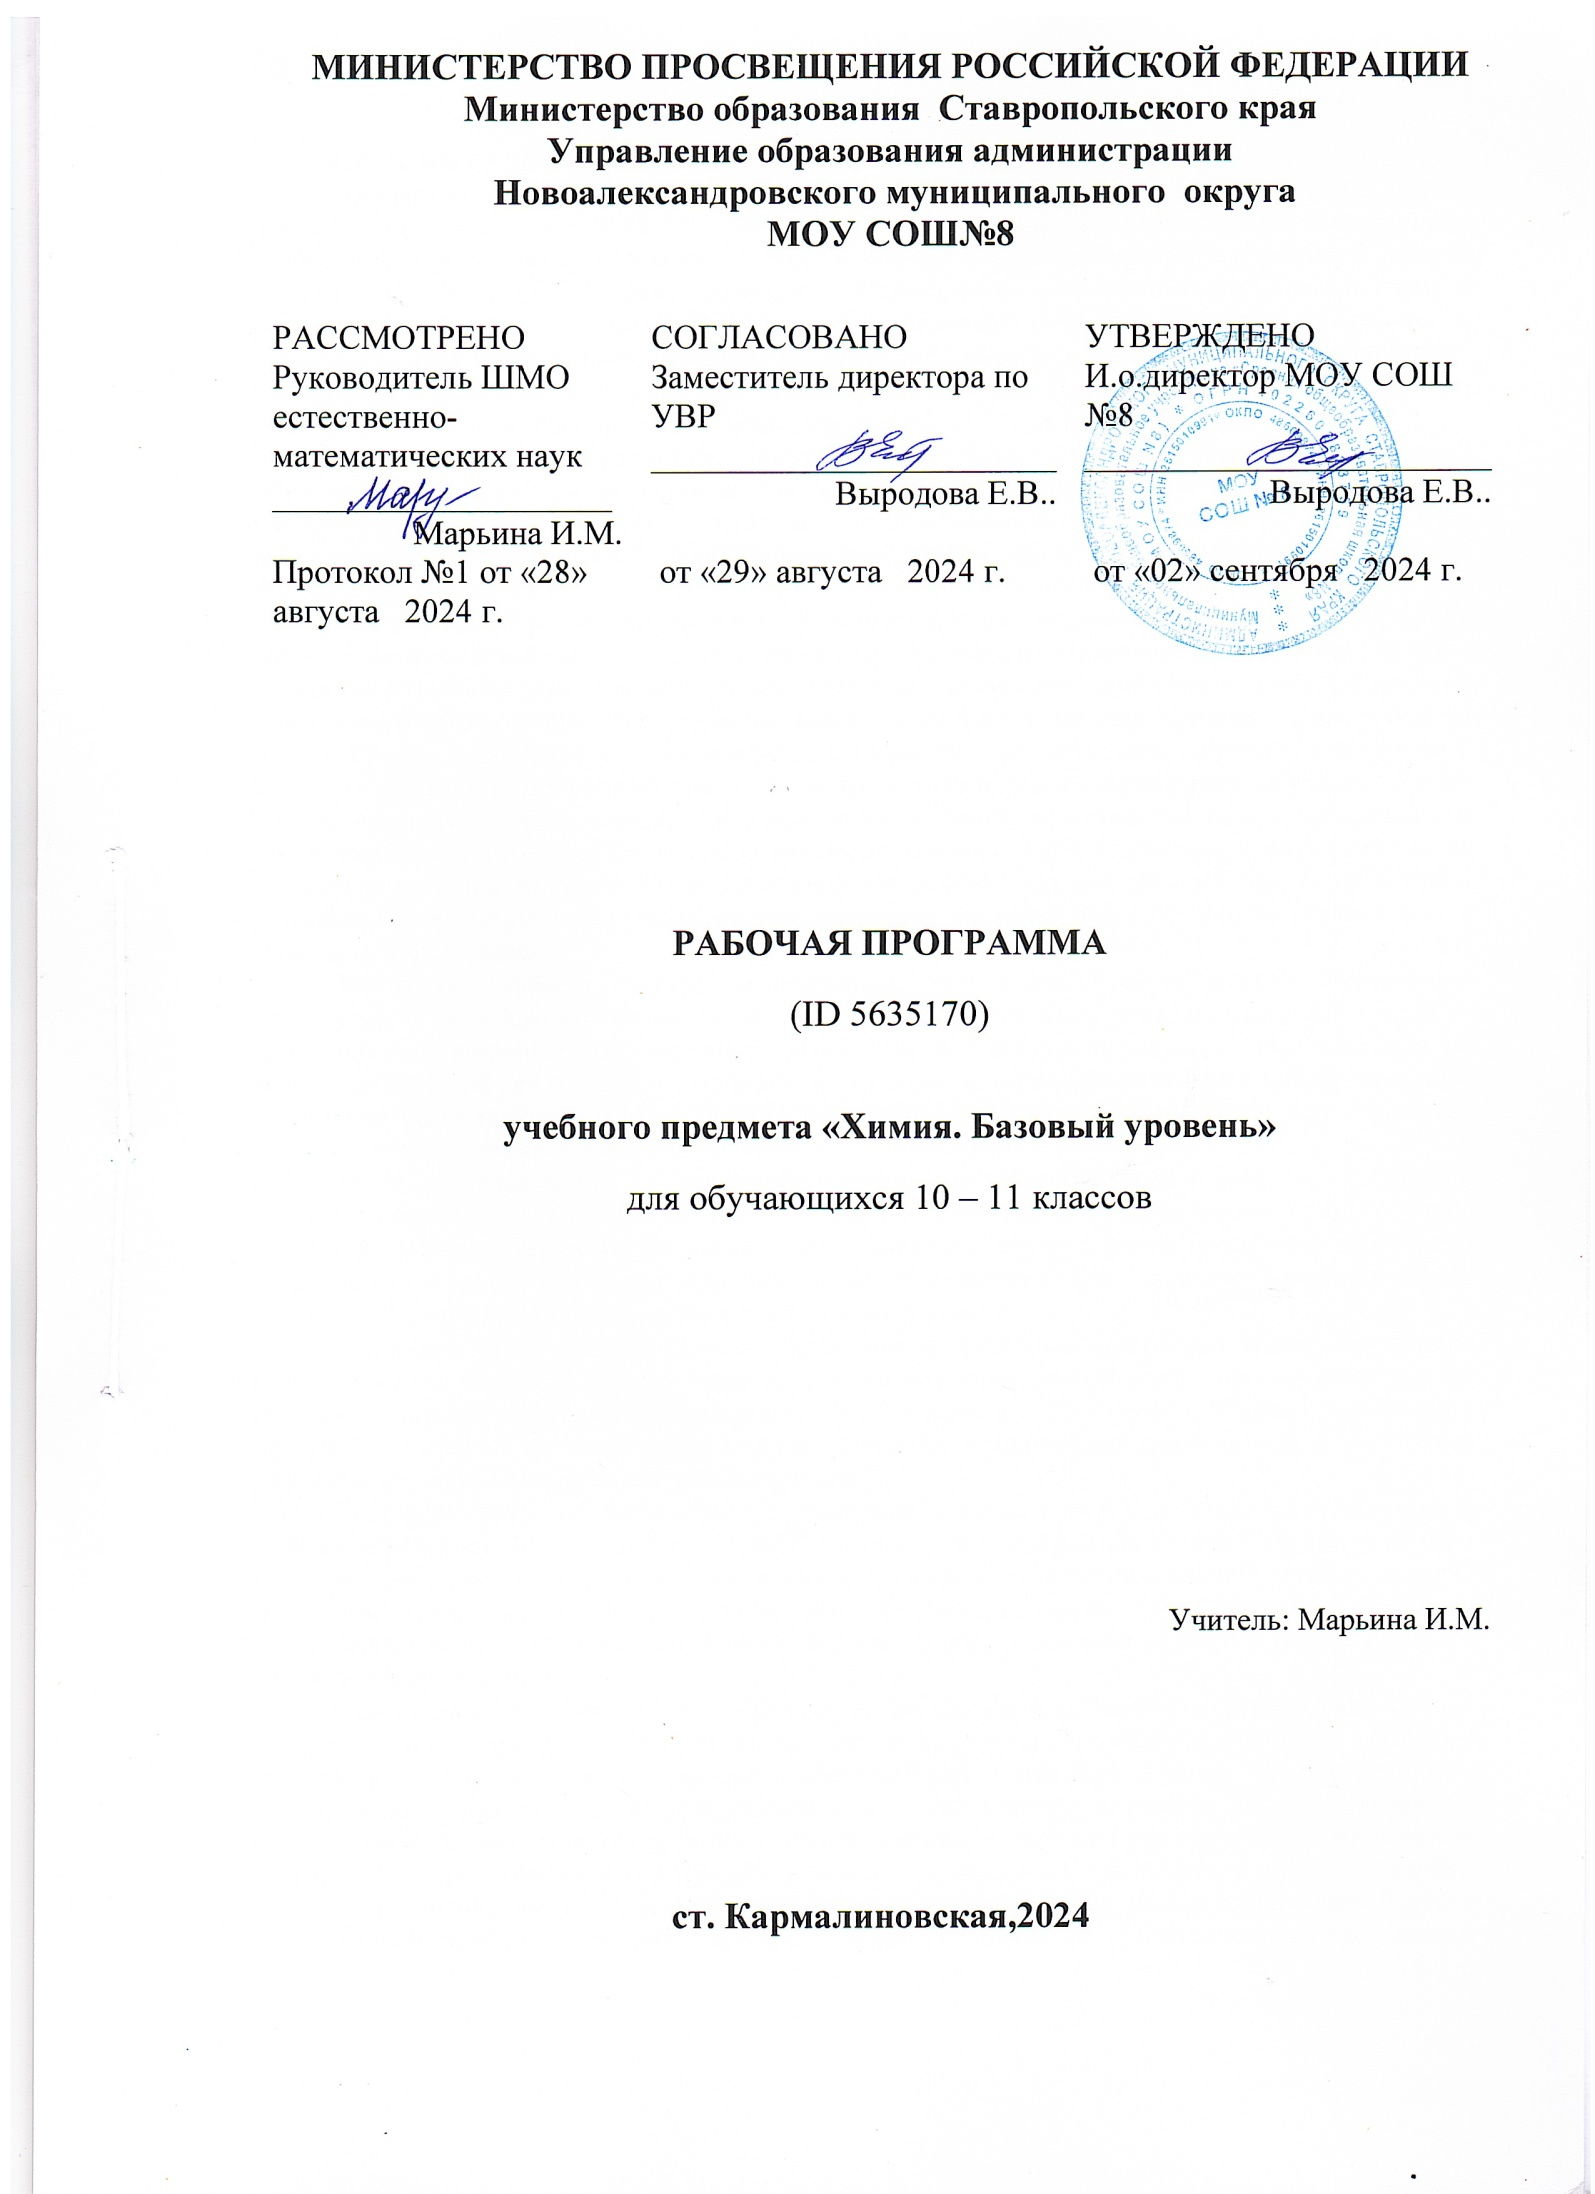 МИНИСТЕРСТВО ПРОСВЕЩЕНИЯ РОССИЙСКОЙ ФЕДЕРАЦИИ
Министерство образования Ставропольского края
Управление образования администрации
Новоалександровского муниципального округа
МОУ СОШ№8
РАССМОТРЕНО
Руководитель ШМО
естественно-
математических наук
Марьина И.М.
Протокол №1 от «28»
августа 2024 г.
СОГЛАСОВАНО
Заместитель директора по
УВР
Выродова Е.В..
от «29» августа 2024 г.
УТВЕРЖДЕНО
И.о.директор МОУ СОШ
№8
Выродова Е.В..
от «02» сентября 2024 г.
МОУ
СОШ №8
РАБОЧАЯ ПРОГРАММА
(ID 5635170)
учебного предмета «Химия. Базовый уровень»
для обучающихся 10 – 11 классов
Учитель: Марьина И.М.
ст. Кармалиновская,2024